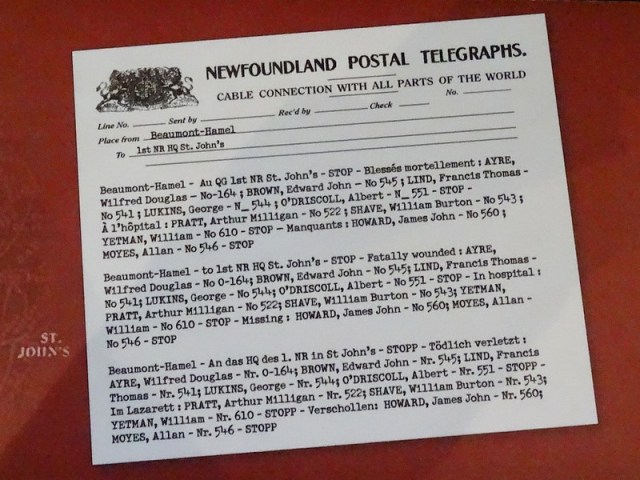 NEWFOUNDLAND POSTAL TELEGRAPHS.
CABLE CONNECTION WITH ALL PARTS OF THE WORLD
Line No. Sent by Rec'd by Check No.
Place from Beaumont-Hamel
To 1st NR HQ St. John's
Beaumont-Hamel - Au QG 1st NR St. John's - STOP - Blessés mortellement : AYRE,
Wilfred Douglas - No-164 ; BROWN, Edward John - No 545 ; LIND, Francis Thomas -
No 541 ; LUKINS, George - N_ 544 ; O'DRISCOLL, Albert - N_ 551 - STOP -
À l'hôpital : PRATT, Arthur Milligan - No 522 ; SHAVE, William Burton - No 543 ;
YETMAN, William - No 610 - STOP - Manquants : HOWARD, James John - No 560 ;
MOYES, Allan - No 546 - STOP
Beaumont-Hamel - to 1st NR HQ St. John's - STOP - Fatally wounded : AYRE,
Wilfred Douglas - No 0-164; BROWN, Edward John - No 545; LIND, Francis Thomas -
No 541; LUKINS, George - No 544; O'DRISCOLL, Albert - No 551 - STOP - In hospital :
PRATT, Arthur Milligan - No 522; SHAVE, William Burton - No 543; YETMAN,
William - No 610 - STOP - Missing : HOWARD, James John - No 560; MOYES, Allan -
No 546 - STOP
Beaumont-Hamel - An das HQ des 1. NR in St John's - STOPP - Tödlich verletzt :
AYRE, Wilfred Douglas - Nr. 0-164; BROWN, Edward John - Nr. 545; LIND, Francis
Thomas - Nr. 541; LUKINS, George - Nr. 544; O'DRISCOLL, Albert - Nr. 551 - STOPP -
Im Lazarett : PRATT, Arthur Milligan - Nr. 522; SHAVE, William Burton - Nr. 543;
YETMAN, William - Nr. 610 - STOPP - Verschollen: HOWARD, James John - Nr. 560;
MOYES, Allan - Nr. 546 - STOPP
ST.
JOHN'S